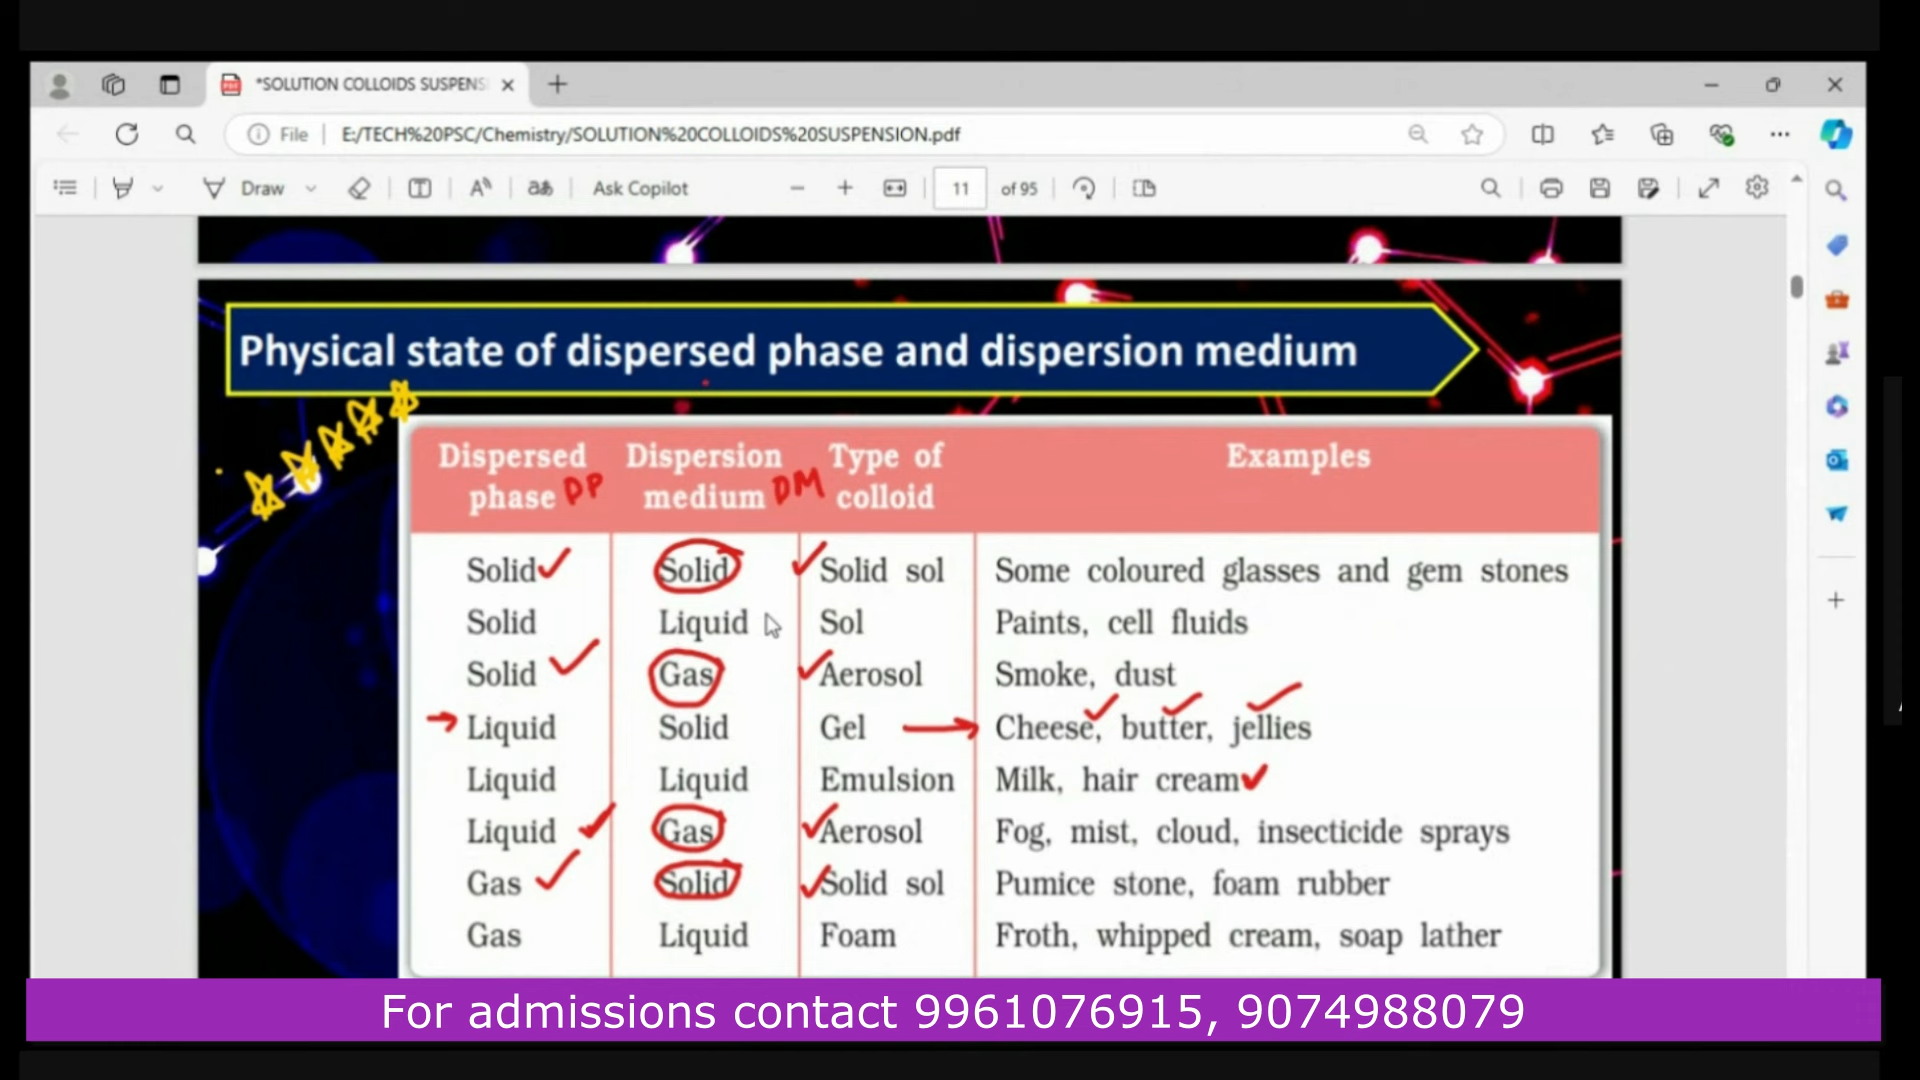 *SOLUTION COLLOIDS SUSPENS
File | E:/TECH%20PSC/Chemistry/SOLUTION%20COLLOIDS%20SUSPENSION.pdf
Draw Ask Copilot 11 of 95
Physical state of dispersed phase and dispersion medium
Dispersed phase DP Dispersion medium DM Type of colloid Examples
Solid Solid Solid sol Some coloured glasses and gem stones
Solid Liquid Sol Paints, cell fluids
Solid Gas Aerosol Smoke, dust
Liquid Solid Gel Cheese, butter, jellies
Liquid Liquid Emulsion Milk, hair cream
Liquid Gas Aerosol Fog, mist, cloud, insecticide sprays
Gas Solid Solid sol Pumice stone, foam rubber
Gas Liquid Foam Froth, whipped cream, soap lather
For admissions contact 9961076915, 9074988079